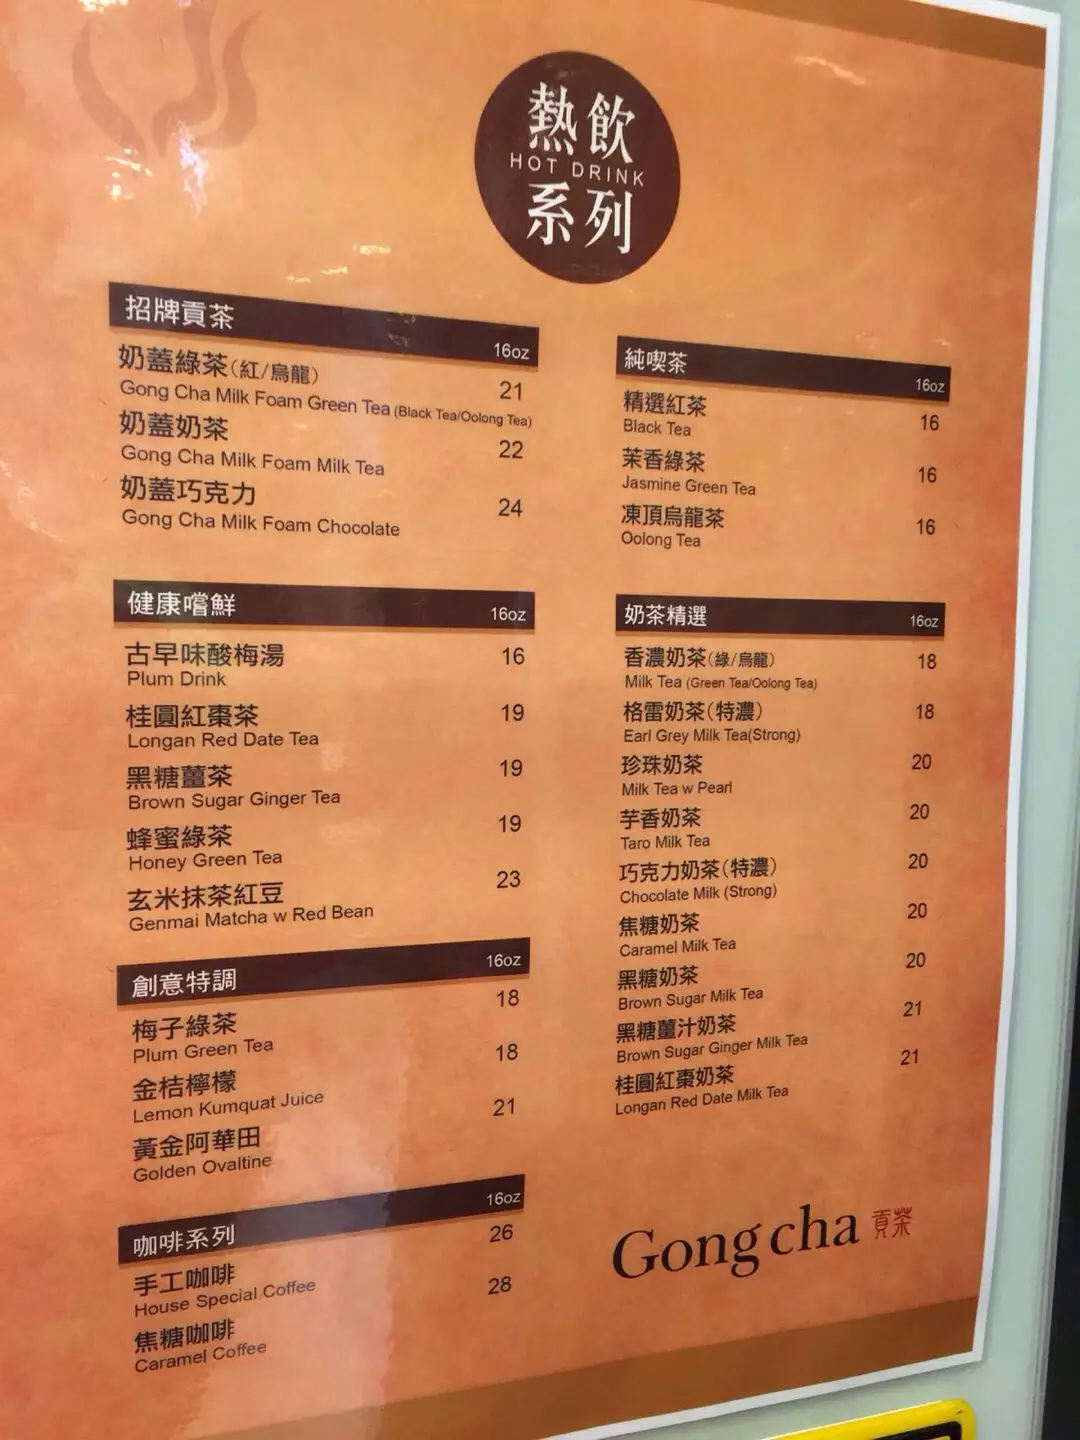 熱飲
HOT DRINK
系列
招牌貢茶 16oz
奶蓋綠茶(紅/烏龍) 21
Gong Cha Milk Foam Green Tea (Black Tea/Oolong Tea)
奶蓋奶茶 22
Gong Cha Milk Foam Milk Tea
奶蓋巧克力 24
Gong Cha Milk Foam Chocolate
健康嚐鮮 16oz
古早味酸梅湯 16
Plum Drink
桂圓紅棗茶 19
Longan Red Date Tea
黑糖薑茶 19
Brown Sugar Ginger Tea
蜂蜜綠茶 19
Honey Green Tea
玄米抹茶紅豆 23
Genmai Matcha w Red Bean
創意特調 16oz
梅子綠茶 18
Plum Green Tea
金桔檸檬 18
Lemon Kumquat Juice
黃金阿華田 21
Golden Ovaltine
咖啡系列 16oz
手工咖啡 26
House Special Coffee
焦糖咖啡 28
Caramel Coffee
純喫茶 16oz
精選紅茶 16
Black Tea
茉香綠茶 16
Jasmine Green Tea
凍頂烏龍茶 16
Oolong Tea
奶茶精選 16oz
香濃奶茶(綠/烏龍) 18
Milk Tea (Green Tea/Oolong Tea)
格雷奶茶(特濃) 18
Earl Grey Milk Tea(Strong)
珍珠奶茶 20
Milk Tea w Pearl
芋香奶茶 20
Taro Milk Tea
巧克力奶茶(特濃) 20
Chocolate Milk (Strong)
焦糖奶茶 20
Caramel Milk Tea
黑糖奶茶 20
Brown Sugar Milk Tea
黑糖薑汁奶茶 21
Brown Sugar Ginger Milk Tea
桂圓紅棗奶茶 21
Longan Red Date Milk Tea
Gong cha 貢茶